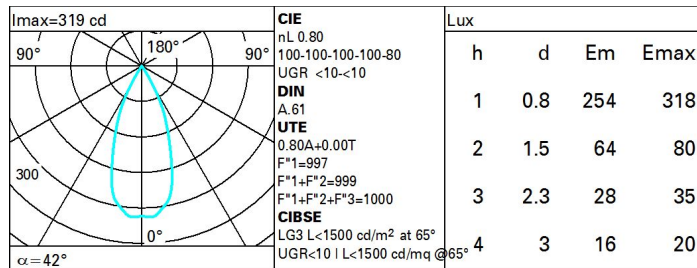 Imax=319 cd
90°
180°
90°
300
0°
α=42°
CIE
nL 0.80
100-100-100-100-80
UGR <10-<10
DIN
A.61
UTE
0.80A+0.00T
F"1=997
F"1+F"2=999
F"1+F"2+F"3=1000
CIBSE
LG3 L<1500 cd/m² at 65°
UGR<10 | L<1500 cd/mq @65°
Lux
h d Em Emax
1 0.8 254 318
2 1.5 64 80
3 2.3 28 35
4 3 16 20